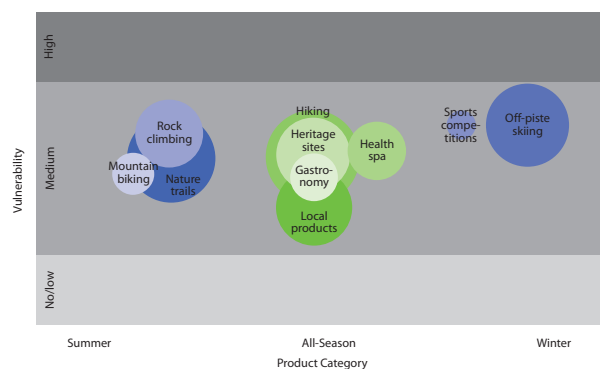 High
Medium
No/low
Vulnerability
Rock
climbing
Mountain
biking
Nature
trails
Hiking
Heritage
sites
Gastro-
nomy
Local
products
Health
spa
Sports
compe-
titions
Off-piste
skiing
Summer
All-Season
Winter
Product Category